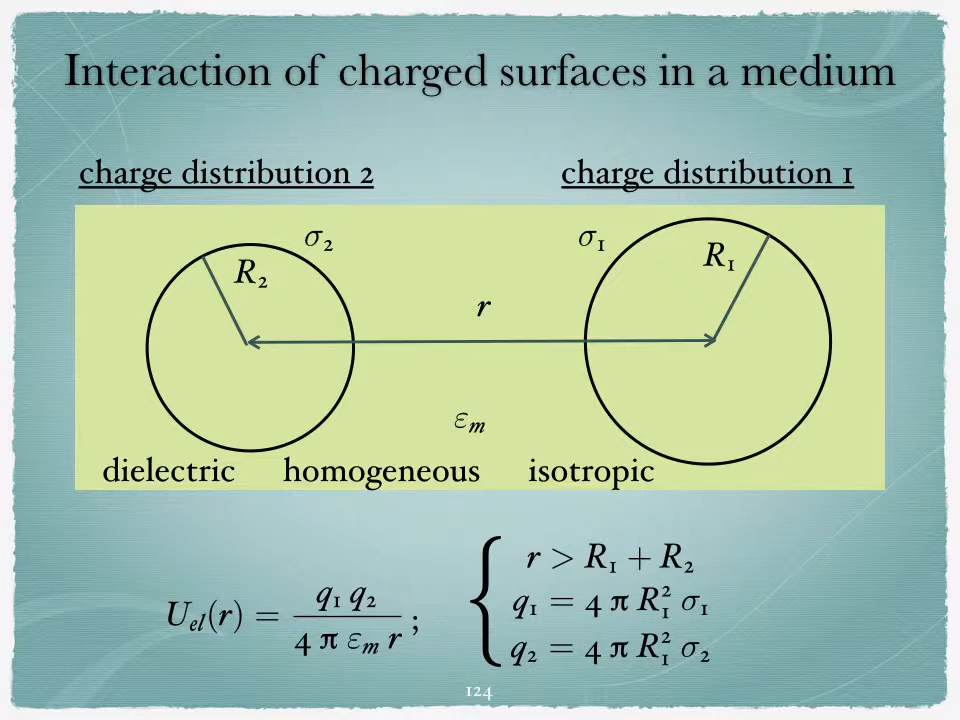 Interaction of charged surfaces in a medium
charge distribution 2
charge distribution 1
σ₂
σ₁
R₂
R₁
r
εₘ
dielectric homogeneous isotropic
U_el(r) = q₁ q₂ / (4 π εₘ r) ;
r > R₁ + R₂
q₁ = 4 π R₁² σ₁
q₂ = 4 π R₁² σ₂
124